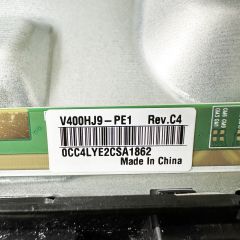 V400HJ9-PE1 Rev.C4
0CC4LYE2CSA1862
Made In China